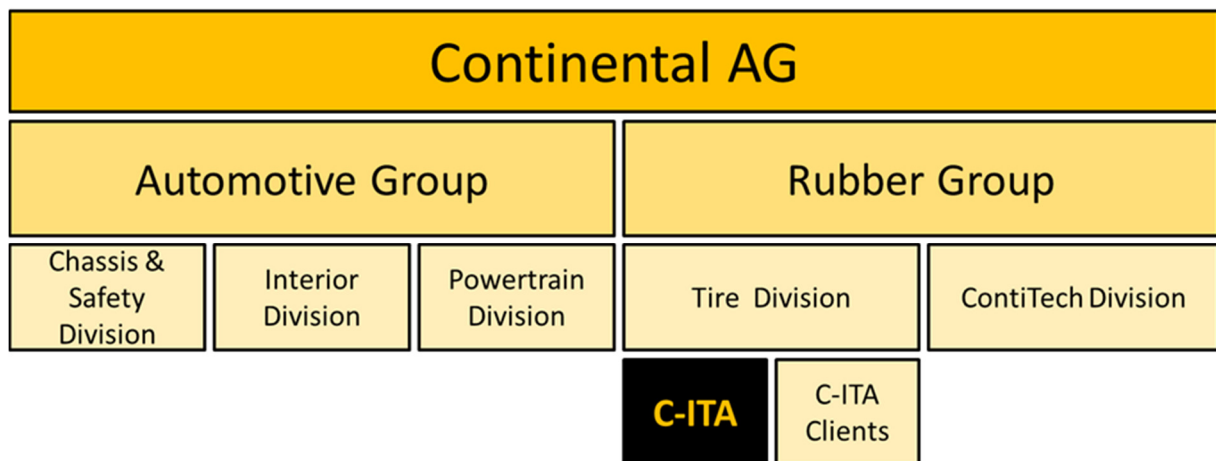 Continental AG
Automotive Group
Rubber Group
Chassis &
Safety
Division
Interior
Division
Powertrain
Division
Tire Division
ContiTech Division
C-ITA
C-ITA
Clients